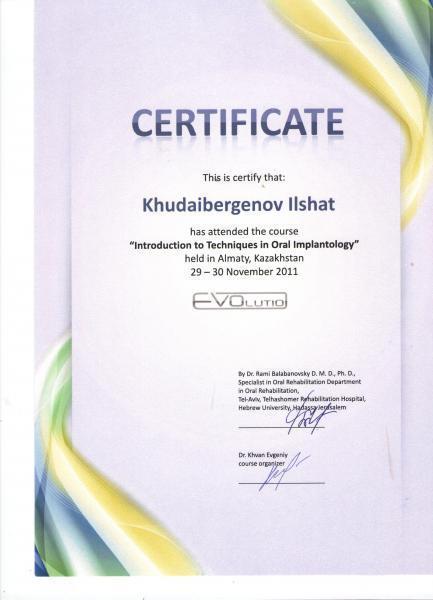 CERTIFICATE
This is certify that:
Khudaibergenov Ilshat
has attended the course
“Introduction to Techniques in Oral Implantology”
held in Almaty, Kazakhstan
29 – 30 November 2011
EVOLUTION
By Dr. Rami Balabanovsky D. M. D., Ph. D.,
Specialist in Oral Rehabilitation Department
in Oral Rehabilitation,
Tel-Aviv, Telhashomer Rehabilitation Hospital,
Hebrew University, Hadassa Jerusalem
Dr. Khvan Evgeniy
course organizer